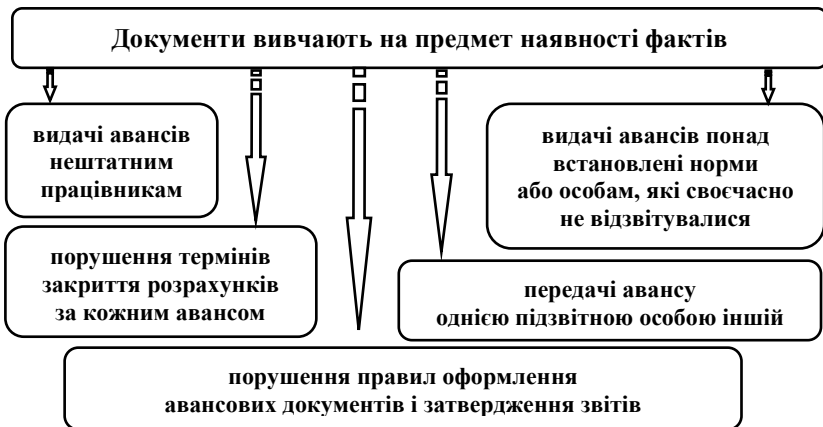 Документи вивчають на предмет наявності фактів
видачі авансів
нештатним
працівникам
видачі авансів понад
встановлені норми
або особам, які своєчасно
не відзвітувалися
порушення термінів
закриття розрахунків
за кожним авансом
передачі авансу
однією підзвітною особою іншій
порушення правил оформлення
авансових документів і затвердження звітів